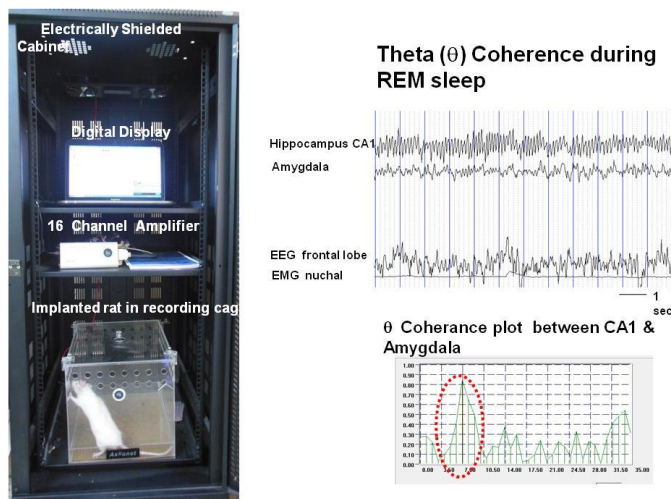 Electrically Shielded
Cabinet
Digital Display
16 Channel Amplifier
Implanted rat in recording cag
Theta (θ) Coherence during
REM sleep
Hippocampus CA1
Amygdala
EEG frontal lobe
EMG nuchal
1
sec
θ Coherance plot between CA1 &
Amygdala
1.00
0.90
0.80
0.70
0.60
0.50
0.40
0.30
0.20
0.10
0.00
0.00 7.00 10.50 14.00 17.50 21.00 24.50 28.00 31.50 35.00